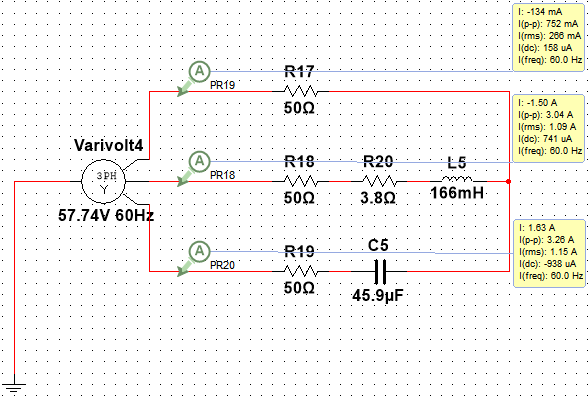 I: -134 mA
I(p-p): 752 mA
I(rms): 266 mA
I(dc): 158 uA
I(freq): 60.0 Hz
A
PR19
R17
50Ω
I: -1.50 A
I(p-p): 3.04 A
I(rms): 1.09 A
I(dc): 741 uA
I(freq): 60.0 Hz
Varivolt4
3PH
Y
57.74V 60Hz
A
PR18
R18
50Ω
R20
3.8Ω
L5
166mH
I: 1.63 A
I(p-p): 3.26 A
I(rms): 1.15 A
I(dc): -938 uA
I(freq): 60.0 Hz
A
PR20
R19
50Ω
C5
45.9µF